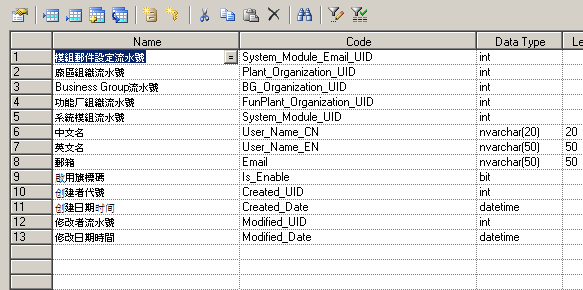 Name Code Data Type Le
1 模組郵件設定流水號 = System_Module_Email_UID int
2 廠區組織流水號 Plant_Organization_UID int
3 Business Group流水號 BG_Organization_UID int
4 功能厂組織流水號 FunPlant_Organization_UID int
5 系統模組流水號 System_Module_UID int
6 中文名 User_Name_CN nvarchar(20) 20
7 英文名 User_Name_EN nvarchar(50) 50
8 郵箱 Email nvarchar(50) 50
9 啟用旗標碼 Is_Enable bit
10 创建者代號 Created_UID int
11 创建日期时间 Created_Date datetime
12 修改者流水號 Modified_UID int
13 修改日期時間 Modified_Date datetime